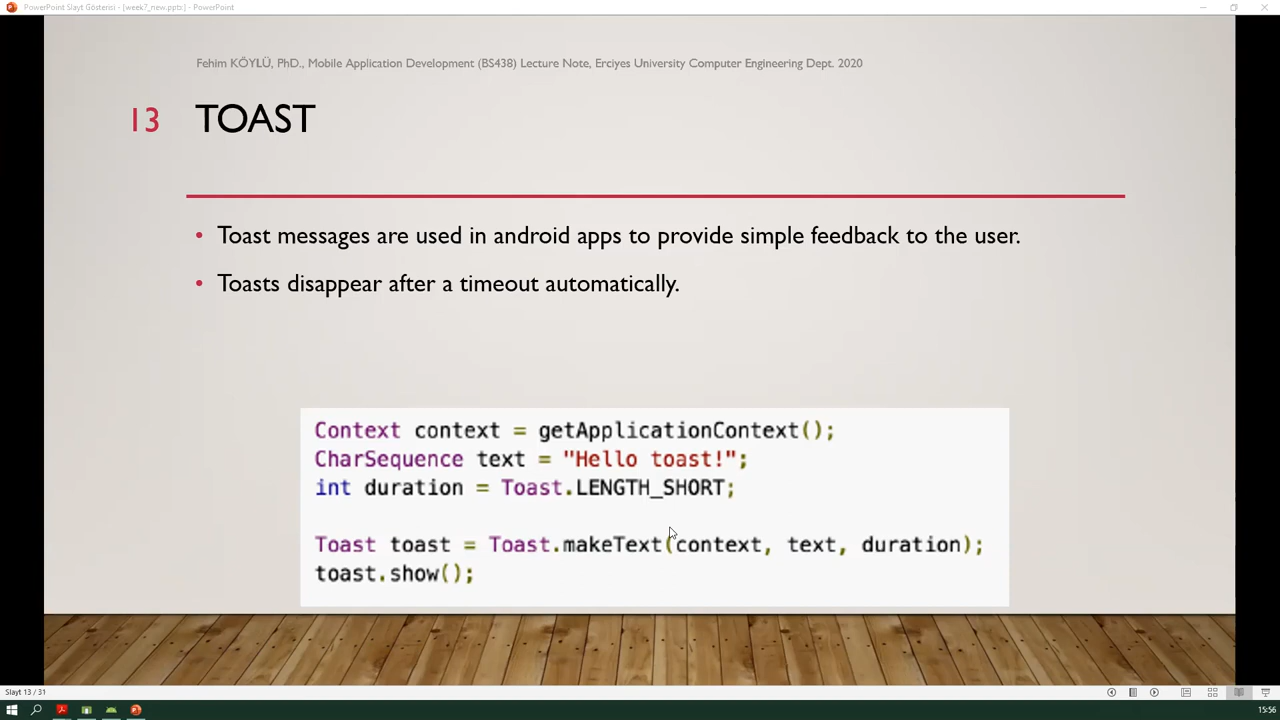 PowerPoint Slayt Gösterisi - [week7_new.pptx] - PowerPoint
Fehim KÖYLÜ, PhD., Mobile Application Development (BS438) Lecture Note, Erciyes University Computer Engineering Dept. 2020
13 TOAST
• Toast messages are used in android apps to provide simple feedback to the user.
• Toasts disappear after a timeout automatically.
Context context = getApplicationContext();
CharSequence text = "Hello toast!";
int duration = Toast.LENGTH_SHORT;
Toast toast = Toast.makeText(context, text, duration);
toast.show();
Slayt 13 / 31
15:56